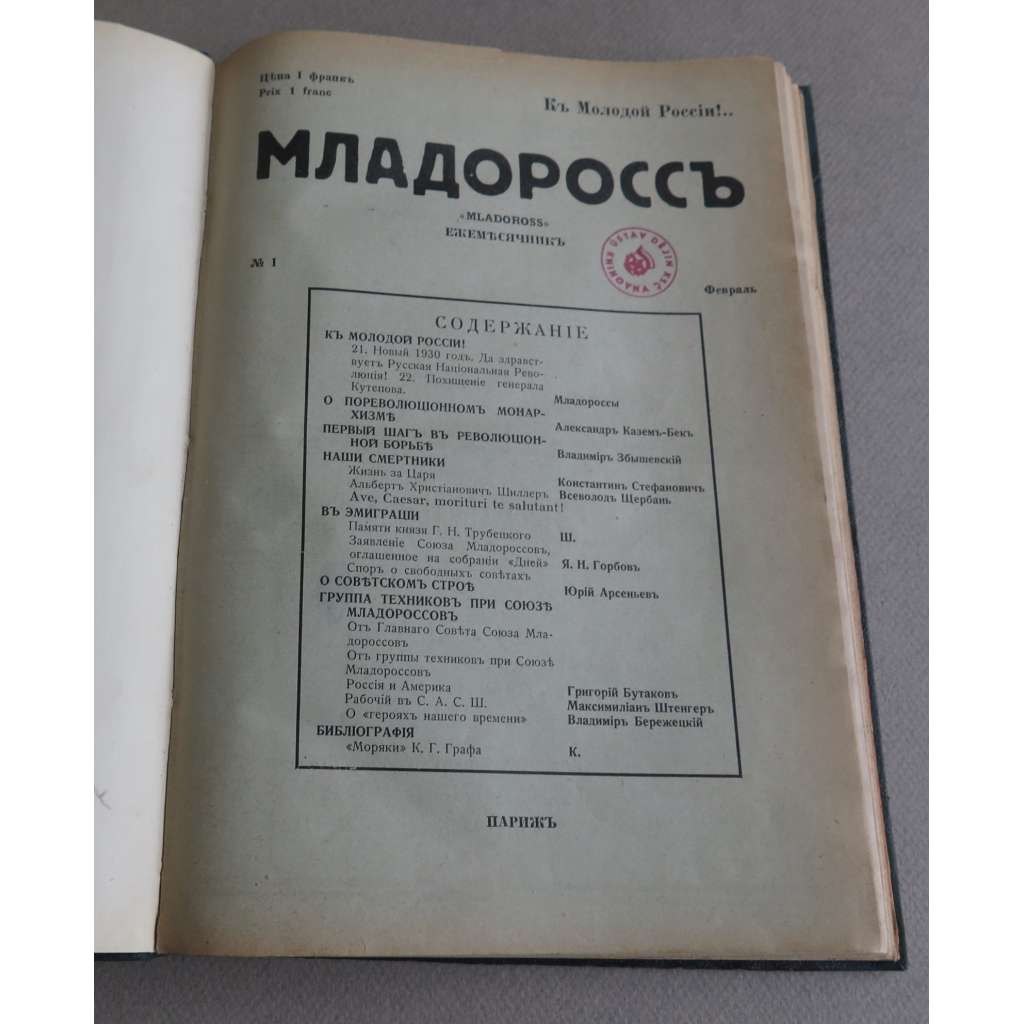 Цѣна 1 франкъ
Prix 1 franc
Къ Молодой Россіи!..
МЛАДОРОССЪ
«MLADOROSS»
ЕЖЕМѢСЯЧНИКЪ
ÚSTAV DĚJIN KSČ KNIHOVNA
№ 1
Февраль
СОДЕРЖАНІЕ
КЪ МОЛОДОЙ РОССІИ!
21. Новый 1930 годъ. Да здравст-
вуетъ Русская Національная Рево-
люція! 22. Похищеніе генерала
Кутепова. Младороссы
О ПОРЕВОЛЮЦІОННОМЪ МОНАР-
ХИЗМѢ Александръ Каземъ-Бекъ
ПЕРВЫЙ ШАГЪ ВЪ РЕВОЛЮЦІОН-
НОЙ БОРЬБѢ Владиміръ Збышевскій
НАШИ СМЕРТНИКИ
Жизнь за Царя Константинъ Стефановичъ
Альбертъ Христіановичъ Шиллеръ Всеволодъ Щербань
Ave, Caesar, morituri te salutant!
ВЪ ЭМИГРАЦІИ
Памяти князя Г. Н. Трубецкого Ш.
Заявленіе Союза Младороссовъ,
оглашенное на собраніи «Дней» Я. Н. Горбовъ
Споръ о свободныхъ совѣтахъ
О СОВѢТСКОМЪ СТРОѢ Юрій Арсеньевъ
ГРУППА ТЕХНИКОВЪ ПРИ СОЮЗѢ
МЛАДОРОССОВЪ
Отъ Главнаго Совѣта Союза Мла-
дороссовъ
Отъ группы техниковъ при Союзѣ
Младороссовъ
Россія и Америка Григорій Бутаковъ
Рабочій въ С. А. С. Ш. Максимиліанъ Штенгеръ
О «герояхъ нашего времени» Владиміръ Бережецкій
БИБЛІОГРАФІЯ
«Моряки» К. Г. Графа К.
ПАРИЖЪ